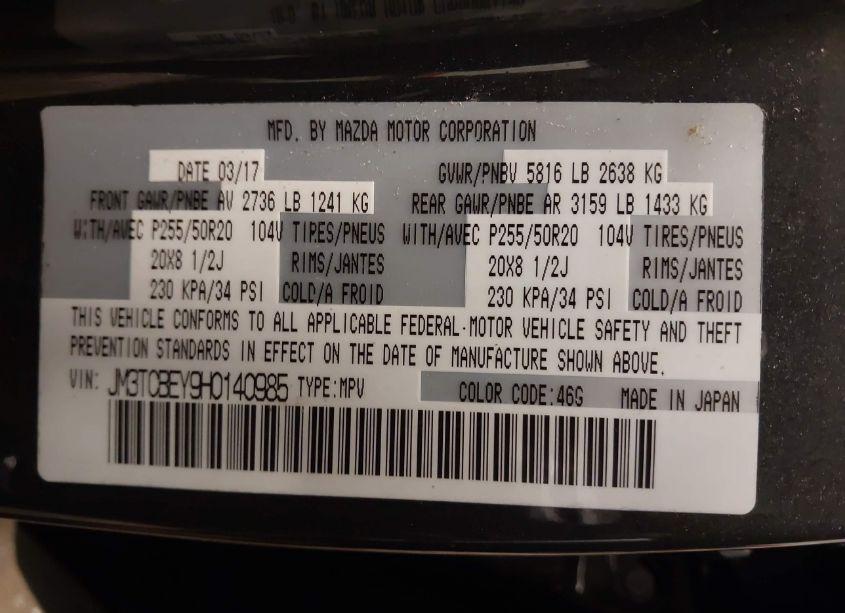 MFD. BY MAZDA MOTOR CORPORATION
DATE 03/17 GVWR/PNBV 5816 LB 2638 KG
FRONT GAWR/PNBE AV 2736 LB 1241 KG REAR GAWR/PNBE AR 3159 LB 1433 KG
WITH/AVEC P255/50R20 104V TIRES/PNEUS WITH/AVEC P255/50R20 104V TIRES/PNEUS
20X8 1/2J RIMS/JANTES 20X8 1/2J RIMS/JANTES
230 KPA/34 PSI COLD/A FROID 230 KPA/34 PSI COLD/A FROID
THIS VEHICLE CONFORMS TO ALL APPLICABLE FEDERAL MOTOR VEHICLE SAFETY AND THEFT
PREVENTION STANDARDS IN EFFECT ON THE DATE OF MANUFACTURE SHOWN ABOVE.
VIN: JM3TCBEY9H0140985 TYPE:MPV COLOR CODE:46G MADE IN JAPAN